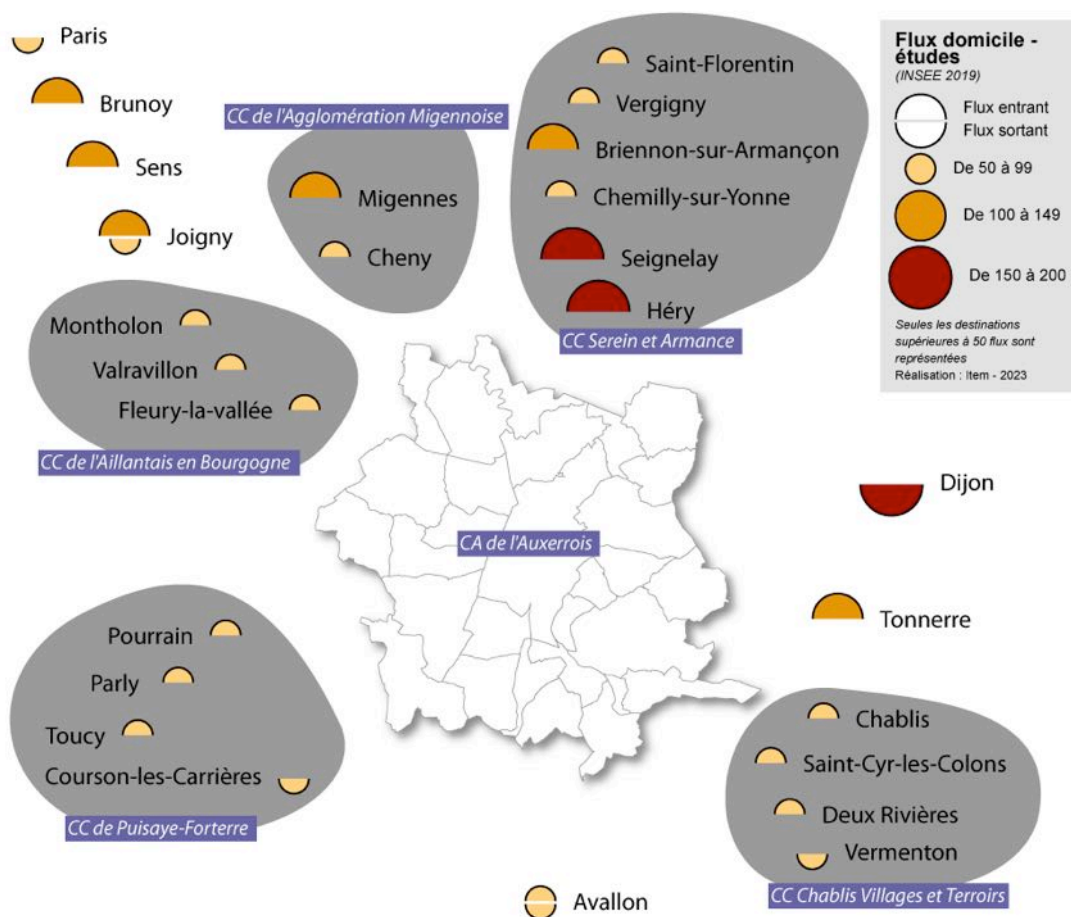 Paris
Brunoy
Sens
Joigny
CC de l'Agglomération Migennoise
Migennes
Cheny
Saint-Florentin
Vergigny
Briennon-sur-Armançon
Chemilly-sur-Yonne
Seignelay
Héry
CC Serein et Armance
Flux domicile -
études
(INSEE 2019)
Flux entrant
Flux sortant
De 50 à 99
De 100 à 149
De 150 à 200
Seules les destinations
supérieures à 50 flux sont
représentées
Réalisation : Item - 2023
Montholon
Valravillon
Fleury-la-vallée
CC de l'Aillantais en Bourgogne
CA de l'Auxerrois
Dijon
Tonnerre
Pourrain
Parly
Toucy
Courson-les-Carrières
CC de Puisaye-Forterre
Chablis
Saint-Cyr-les-Colons
Deux Rivières
Vermenton
CC Chablis Villages et Terroirs
Avallon